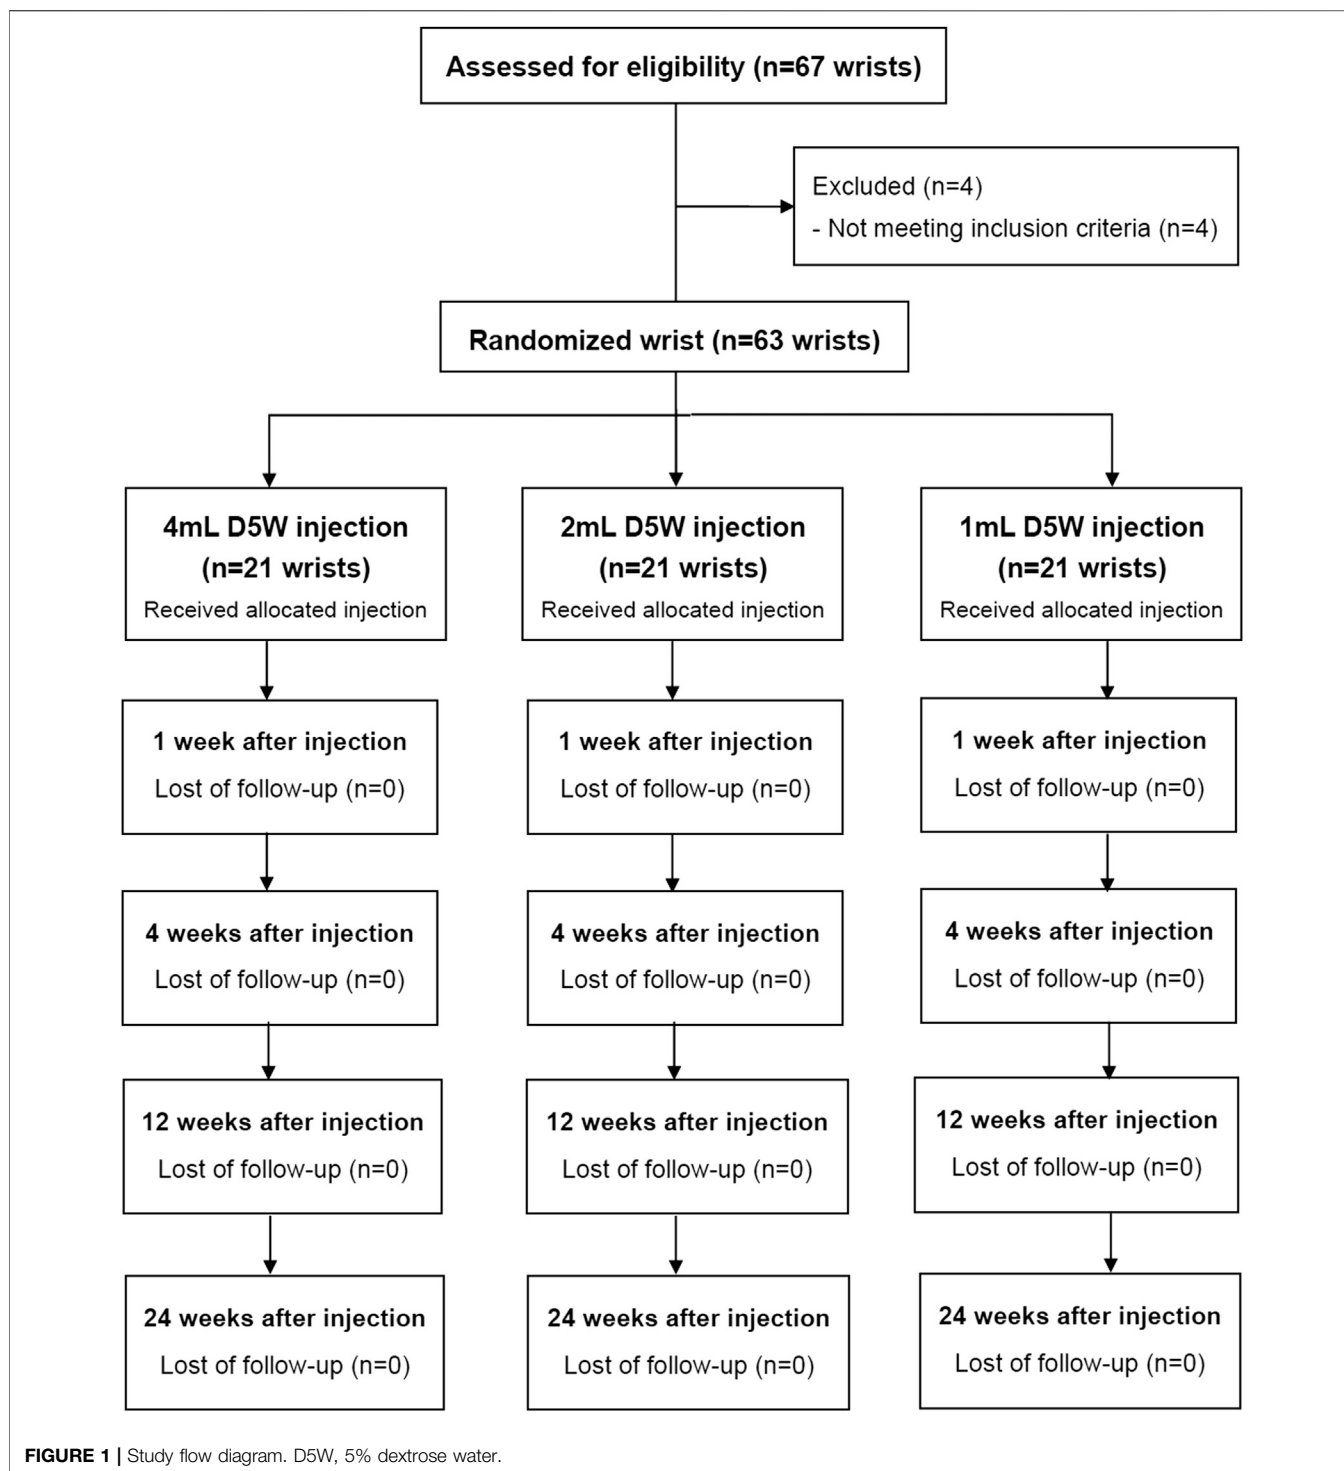 Assessed for eligibility (n=67 wrists)
Excluded (n=4)
- Not meeting inclusion criteria (n=4)
Randomized wrist (n=63 wrists)
4mL D5W injection
(n=21 wrists)
Received allocated injection
2mL D5W injection
(n=21 wrists)
Received allocated injection
1mL D5W injection
(n=21 wrists)
Received allocated injection
1 week after injection
Lost of follow-up (n=0)
1 week after injection
Lost of follow-up (n=0)
1 week after injection
Lost of follow-up (n=0)
4 weeks after injection
Lost of follow-up (n=0)
4 weeks after injection
Lost of follow-up (n=0)
4 weeks after injection
Lost of follow-up (n=0)
12 weeks after injection
Lost of follow-up (n=0)
12 weeks after injection
Lost of follow-up (n=0)
12 weeks after injection
Lost of follow-up (n=0)
24 weeks after injection
Lost of follow-up (n=0)
24 weeks after injection
Lost of follow-up (n=0)
24 weeks after injection
Lost of follow-up (n=0)
FIGURE 1 | Study flow diagram. D5W, 5% dextrose water.